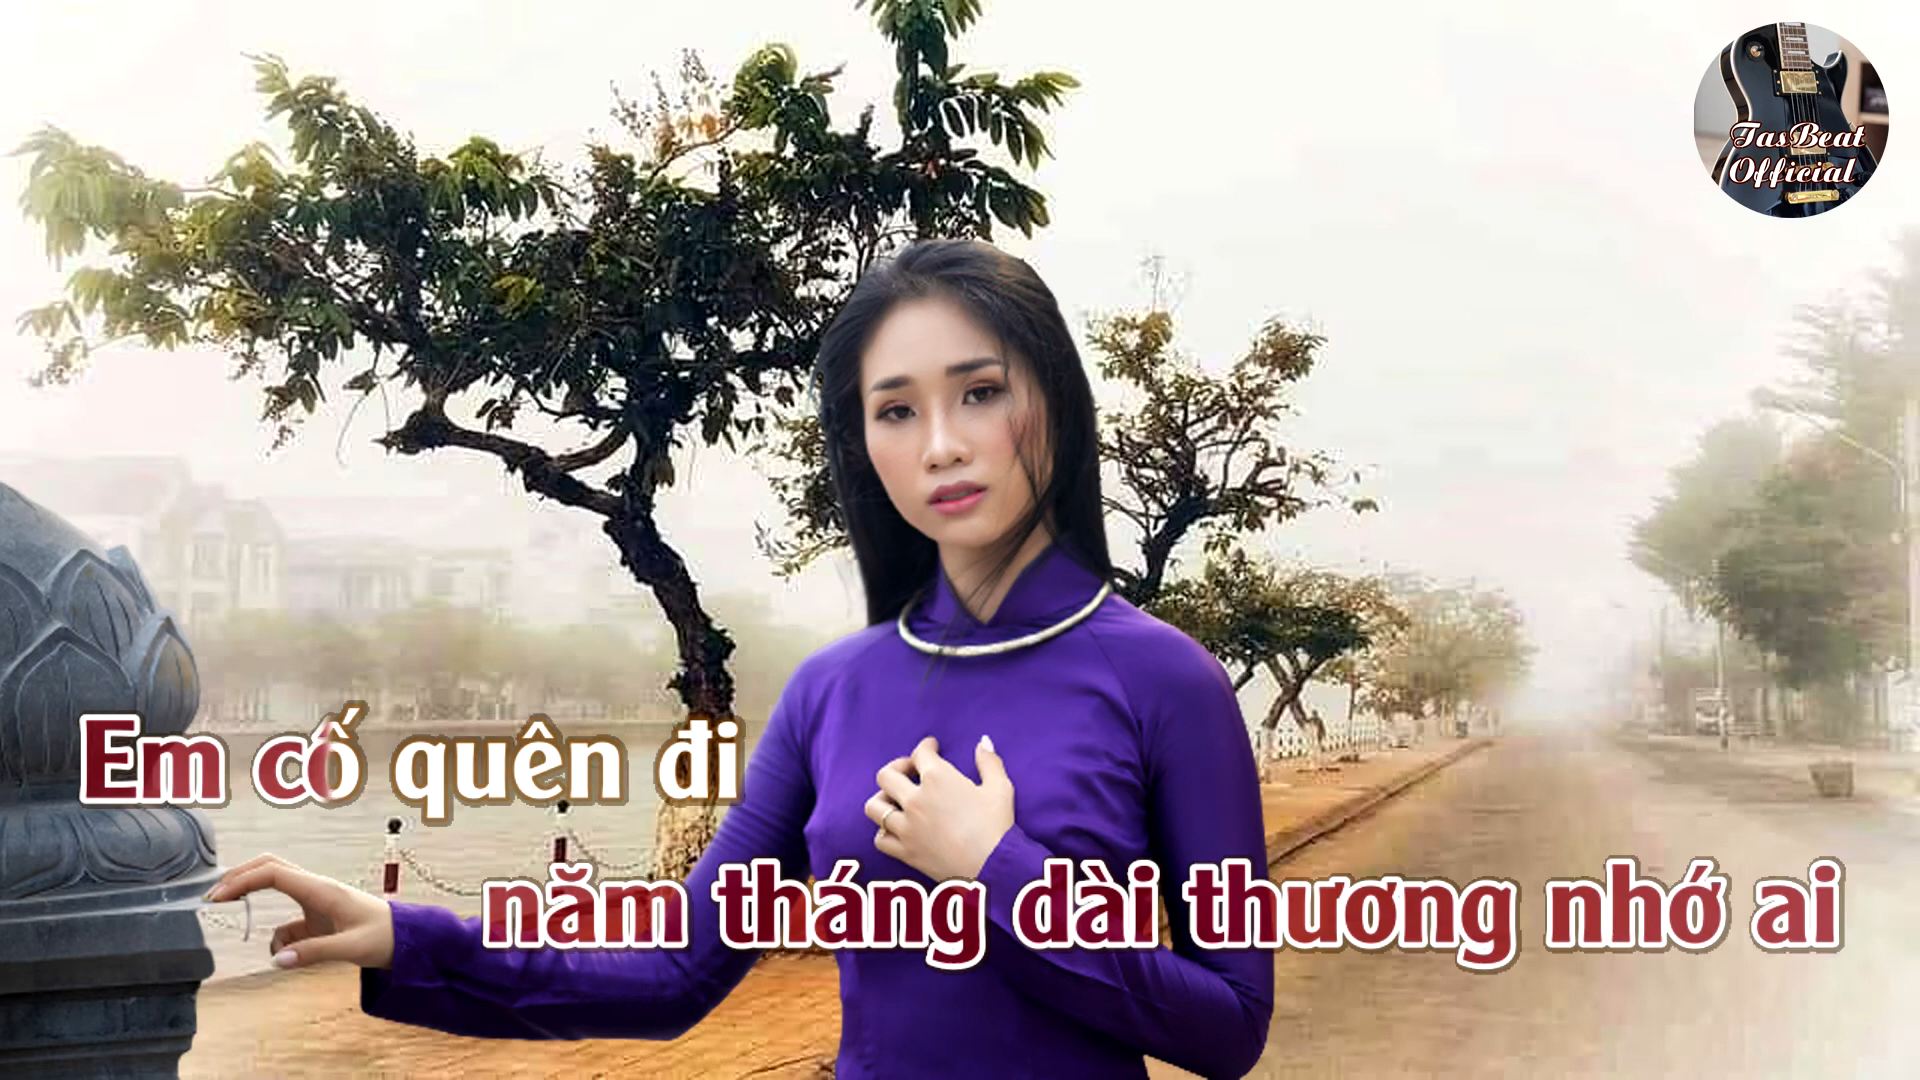 TasBeat
Official
Em cố quên đi
năm tháng dài thương nhớ ai